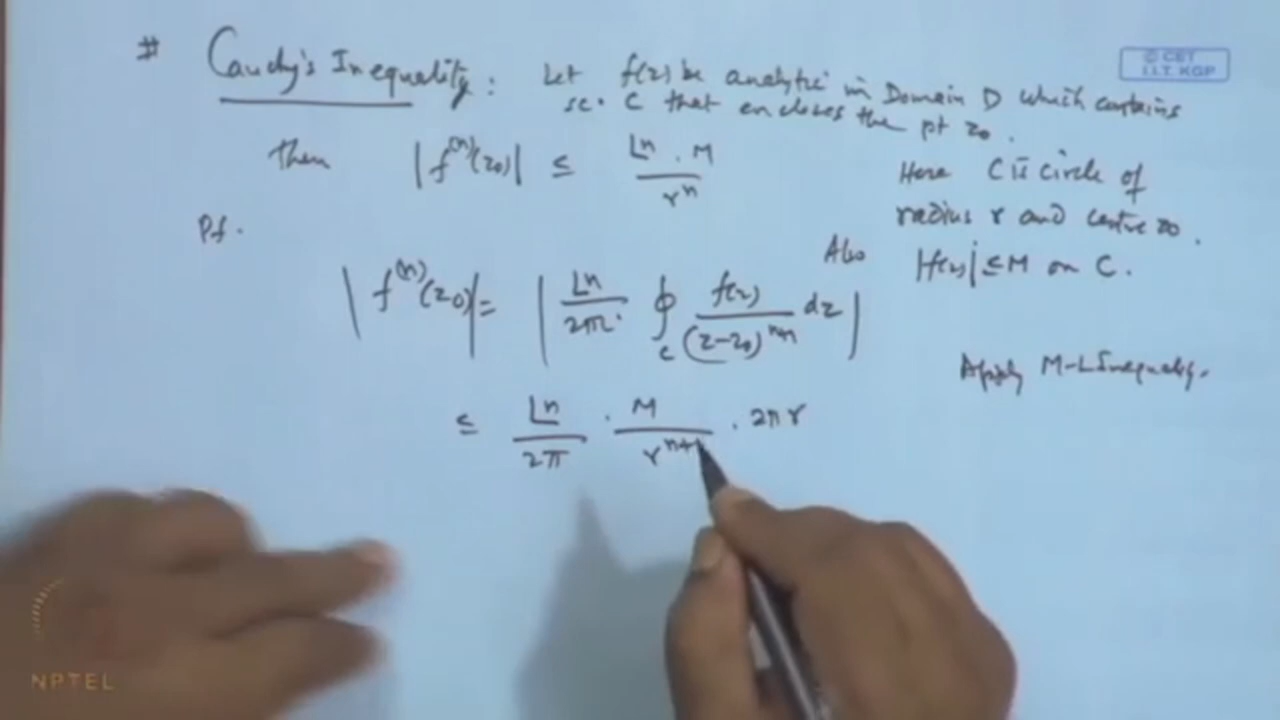 # Cauchy's Inequality : Let f(z) be analytic in Domain D which contains
s.c. C that encloses the pt z₀.
Then |f⁽ⁿ⁾(z₀)| ≤ Ln . M / rⁿ
Here C is circle of
radius r and centre z₀.
Also |f(z)| ≤ M on C.
Pf.
|f⁽ⁿ⁾(z₀)| = | Ln / 2πi ∮_C f(z) / (z-z₀)ⁿ⁺¹ dz |
Apply M-L Inequality.
≤ Ln / 2π . M / rⁿ⁺¹ . 2πr
© CET
I.I.T. KGP
NPTEL